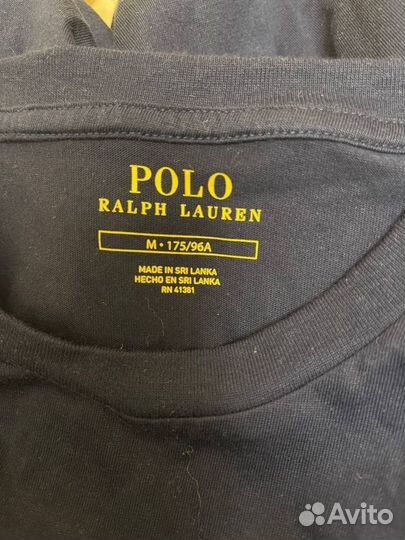 POLO
RALPH LAUREN
M • 175/96A
MADE IN SRI LANKA
HECHO EN SRI LANKA
RN 41381
Avito